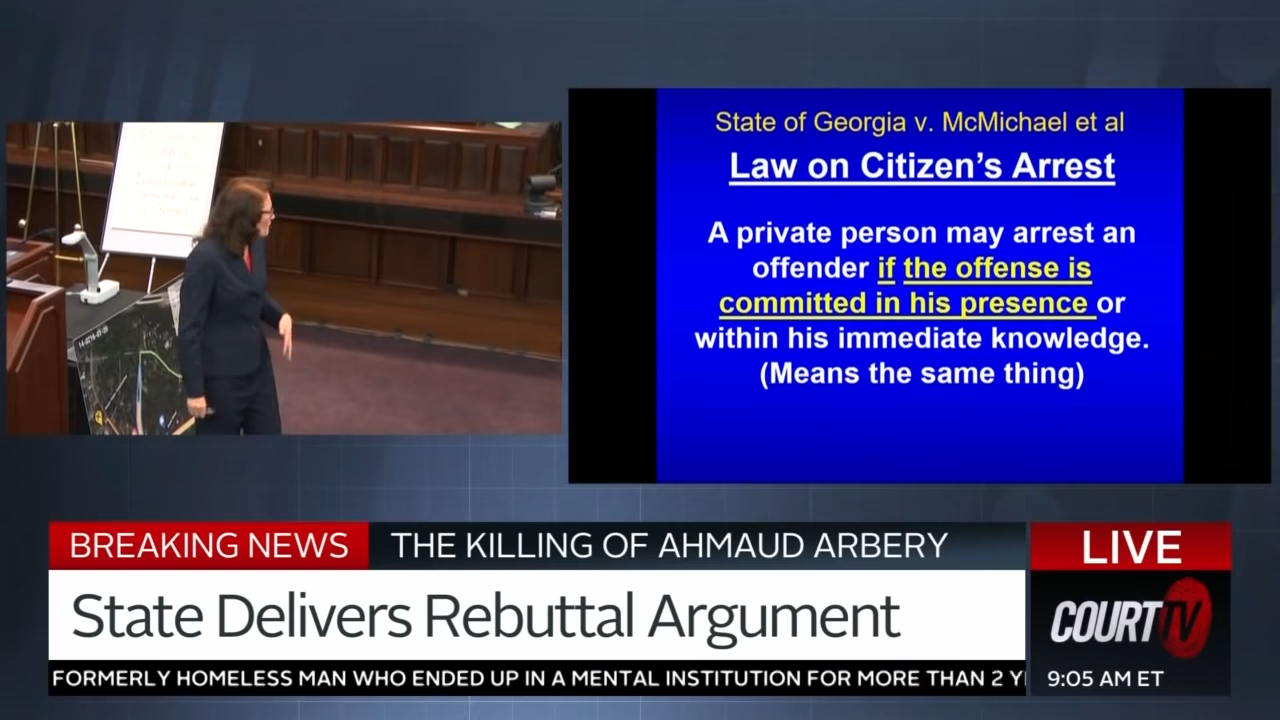 State of Georgia v. McMichael et al
Law on Citizen's Arrest
A private person may arrest an
offender if the offense is
committed in his presence or
within his immediate knowledge.
(Means the same thing)
BREAKING NEWS
THE KILLING OF AHMAUD ARBERY
LIVE
State Delivers Rebuttal Argument
COURT TV
FORMERLY HOMELESS MAN WHO ENDED UP IN A MENTAL INSTITUTION FOR MORE THAN 2 Y
9:05 AM ET